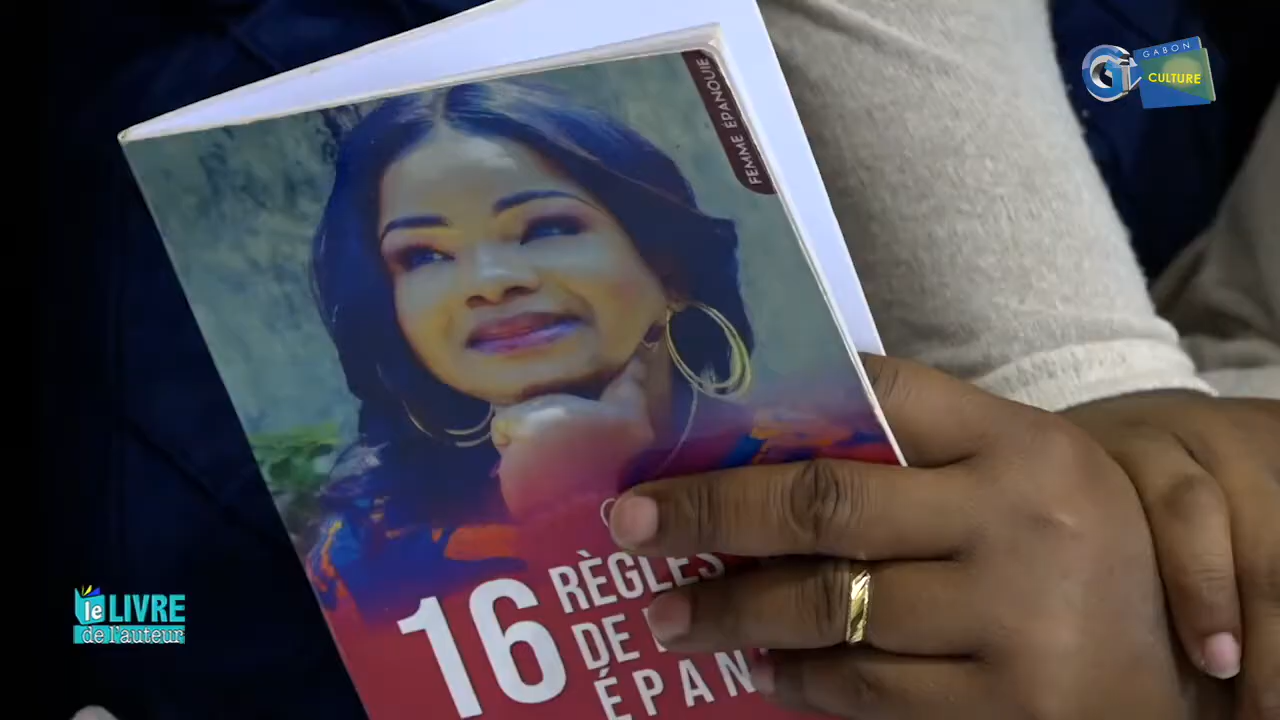 FEMME ÉPANOUIE
GABON
CULTURE
16
RÈGLES
DE
ÉPAN
le LIVRE
de l'auteur